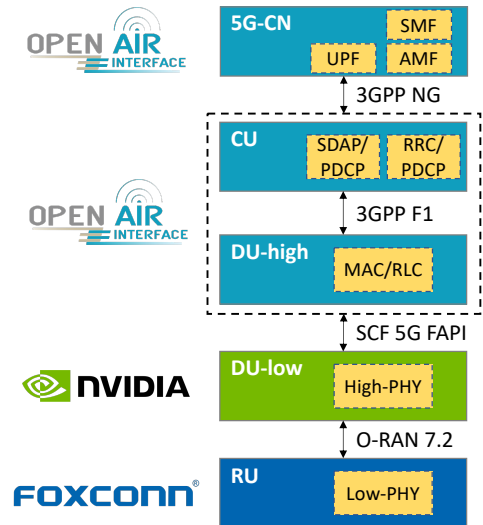 OPEN AIR
INTERFACE
5G-CN
SMF
UPF
AMF
3GPP NG
CU
SDAP/
PDCP
RRC/
PDCP
3GPP F1
OPEN AIR
INTERFACE
DU-high
MAC/RLC
SCF 5G FAPI
DU-low
NVIDIA
High-PHY
O-RAN 7.2
RU
FOXCONN®
Low-PHY